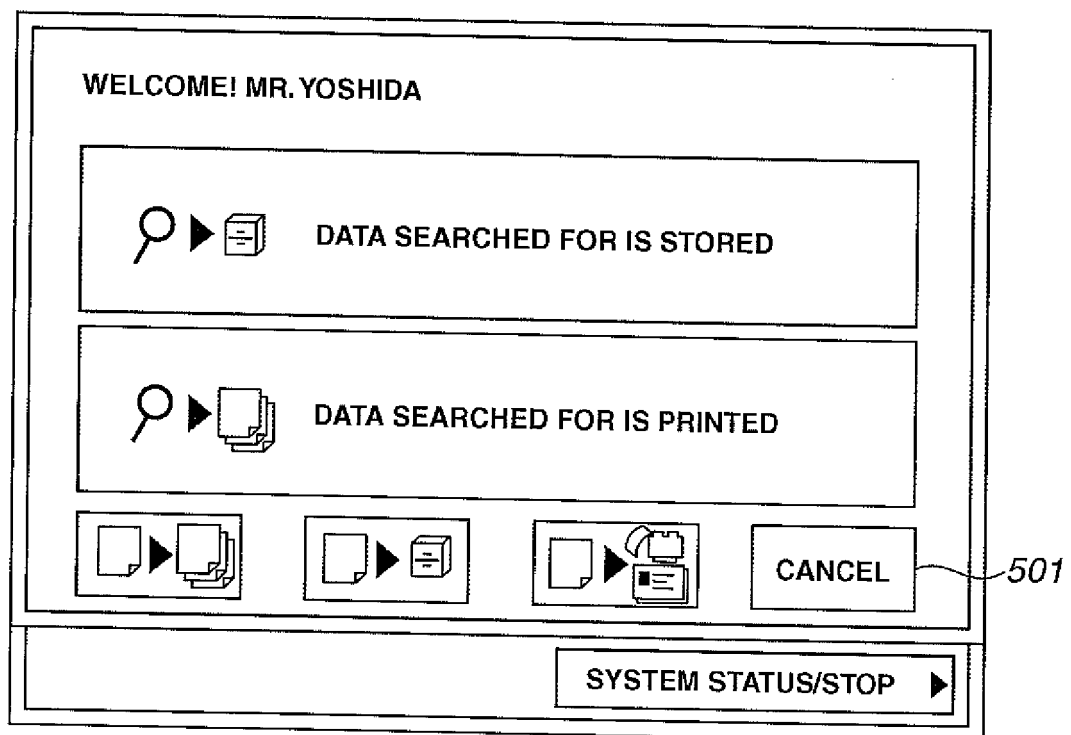 WELCOME! MR. YOSHIDA
DATA SEARCHED FOR IS STORED
DATA SEARCHED FOR IS PRINTED
CANCEL
501
SYSTEM STATUS/STOP